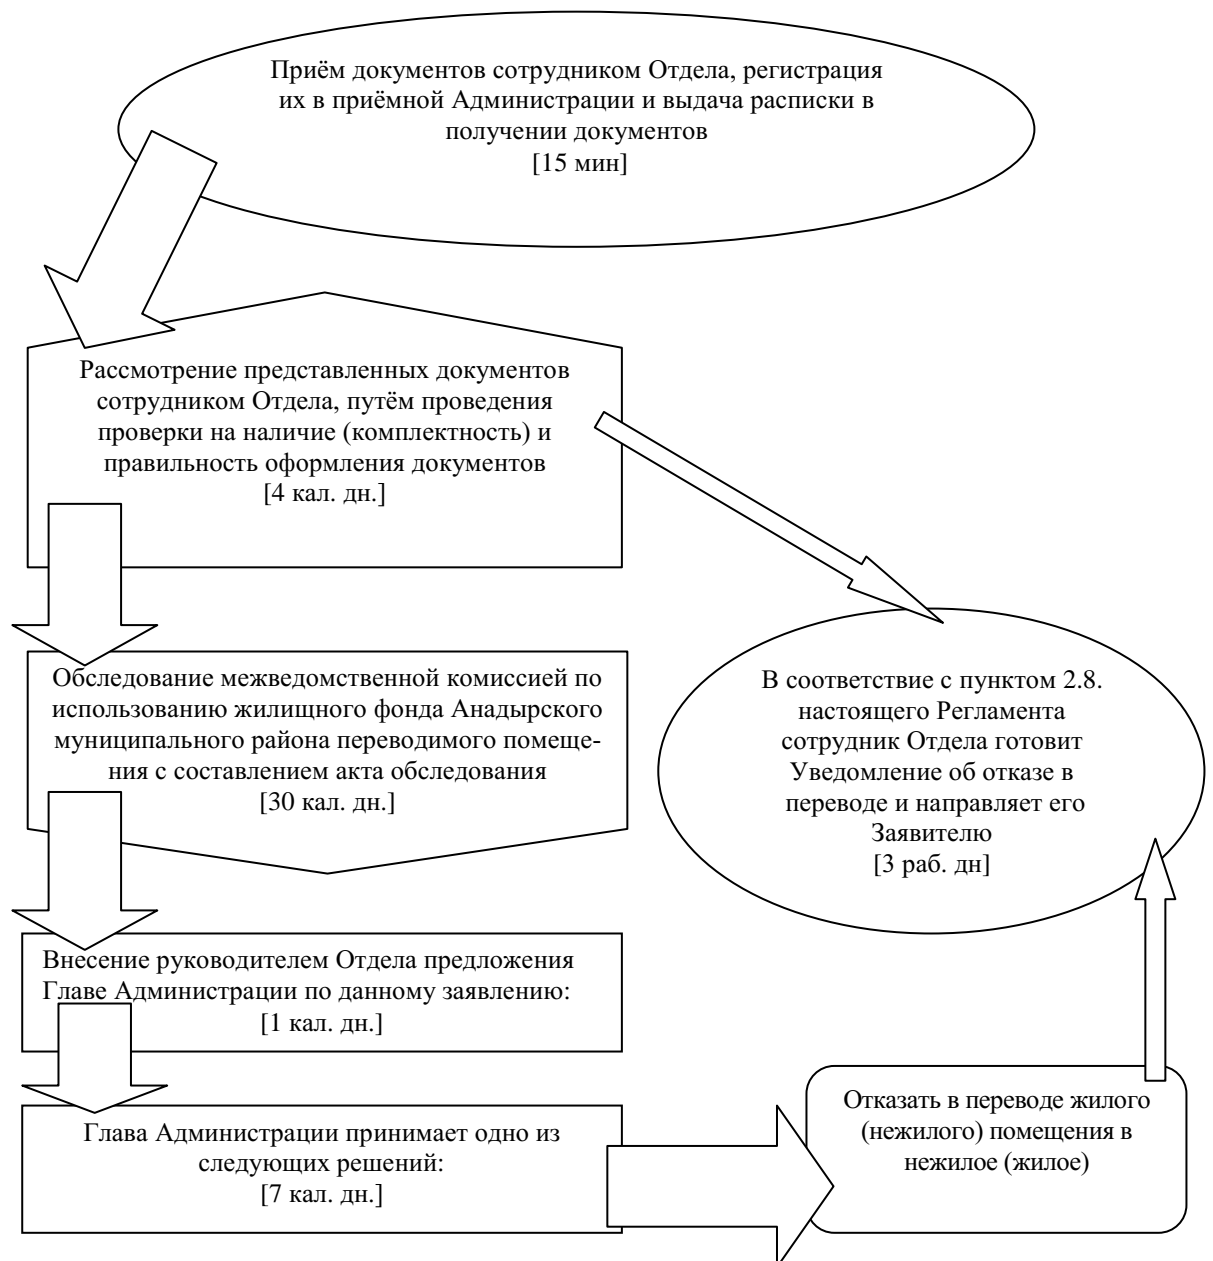 Приём документов сотрудником Отдела, регистрация
их в приёмной Администрации и выдача расписки в
получении документов
[15 мин]
Рассмотрение представленных документов
сотрудником Отдела, путём проведения
проверки на наличие (комплектность) и
правильность оформления документов
[4 кал. дн.]
Обследование межведомственной комиссией по
использованию жилищного фонда Анадырского
муниципального района переводимого помеще-
ния с составлением акта обследования
[30 кал. дн.]
В соответствие с пунктом 2.8.
настоящего Регламента
сотрудник Отдела готовит
Уведомление об отказе в
переводе и направляет его
Заявителю
[3 раб. дн]
Внесение руководителем Отдела предложения
Главе Администрации по данному заявлению:
[1 кал. дн.]
Глава Администрации принимает одно из
следующих решений:
[7 кал. дн.]
Отказать в переводе жилого
(нежилого) помещения в
нежилое (жилое)